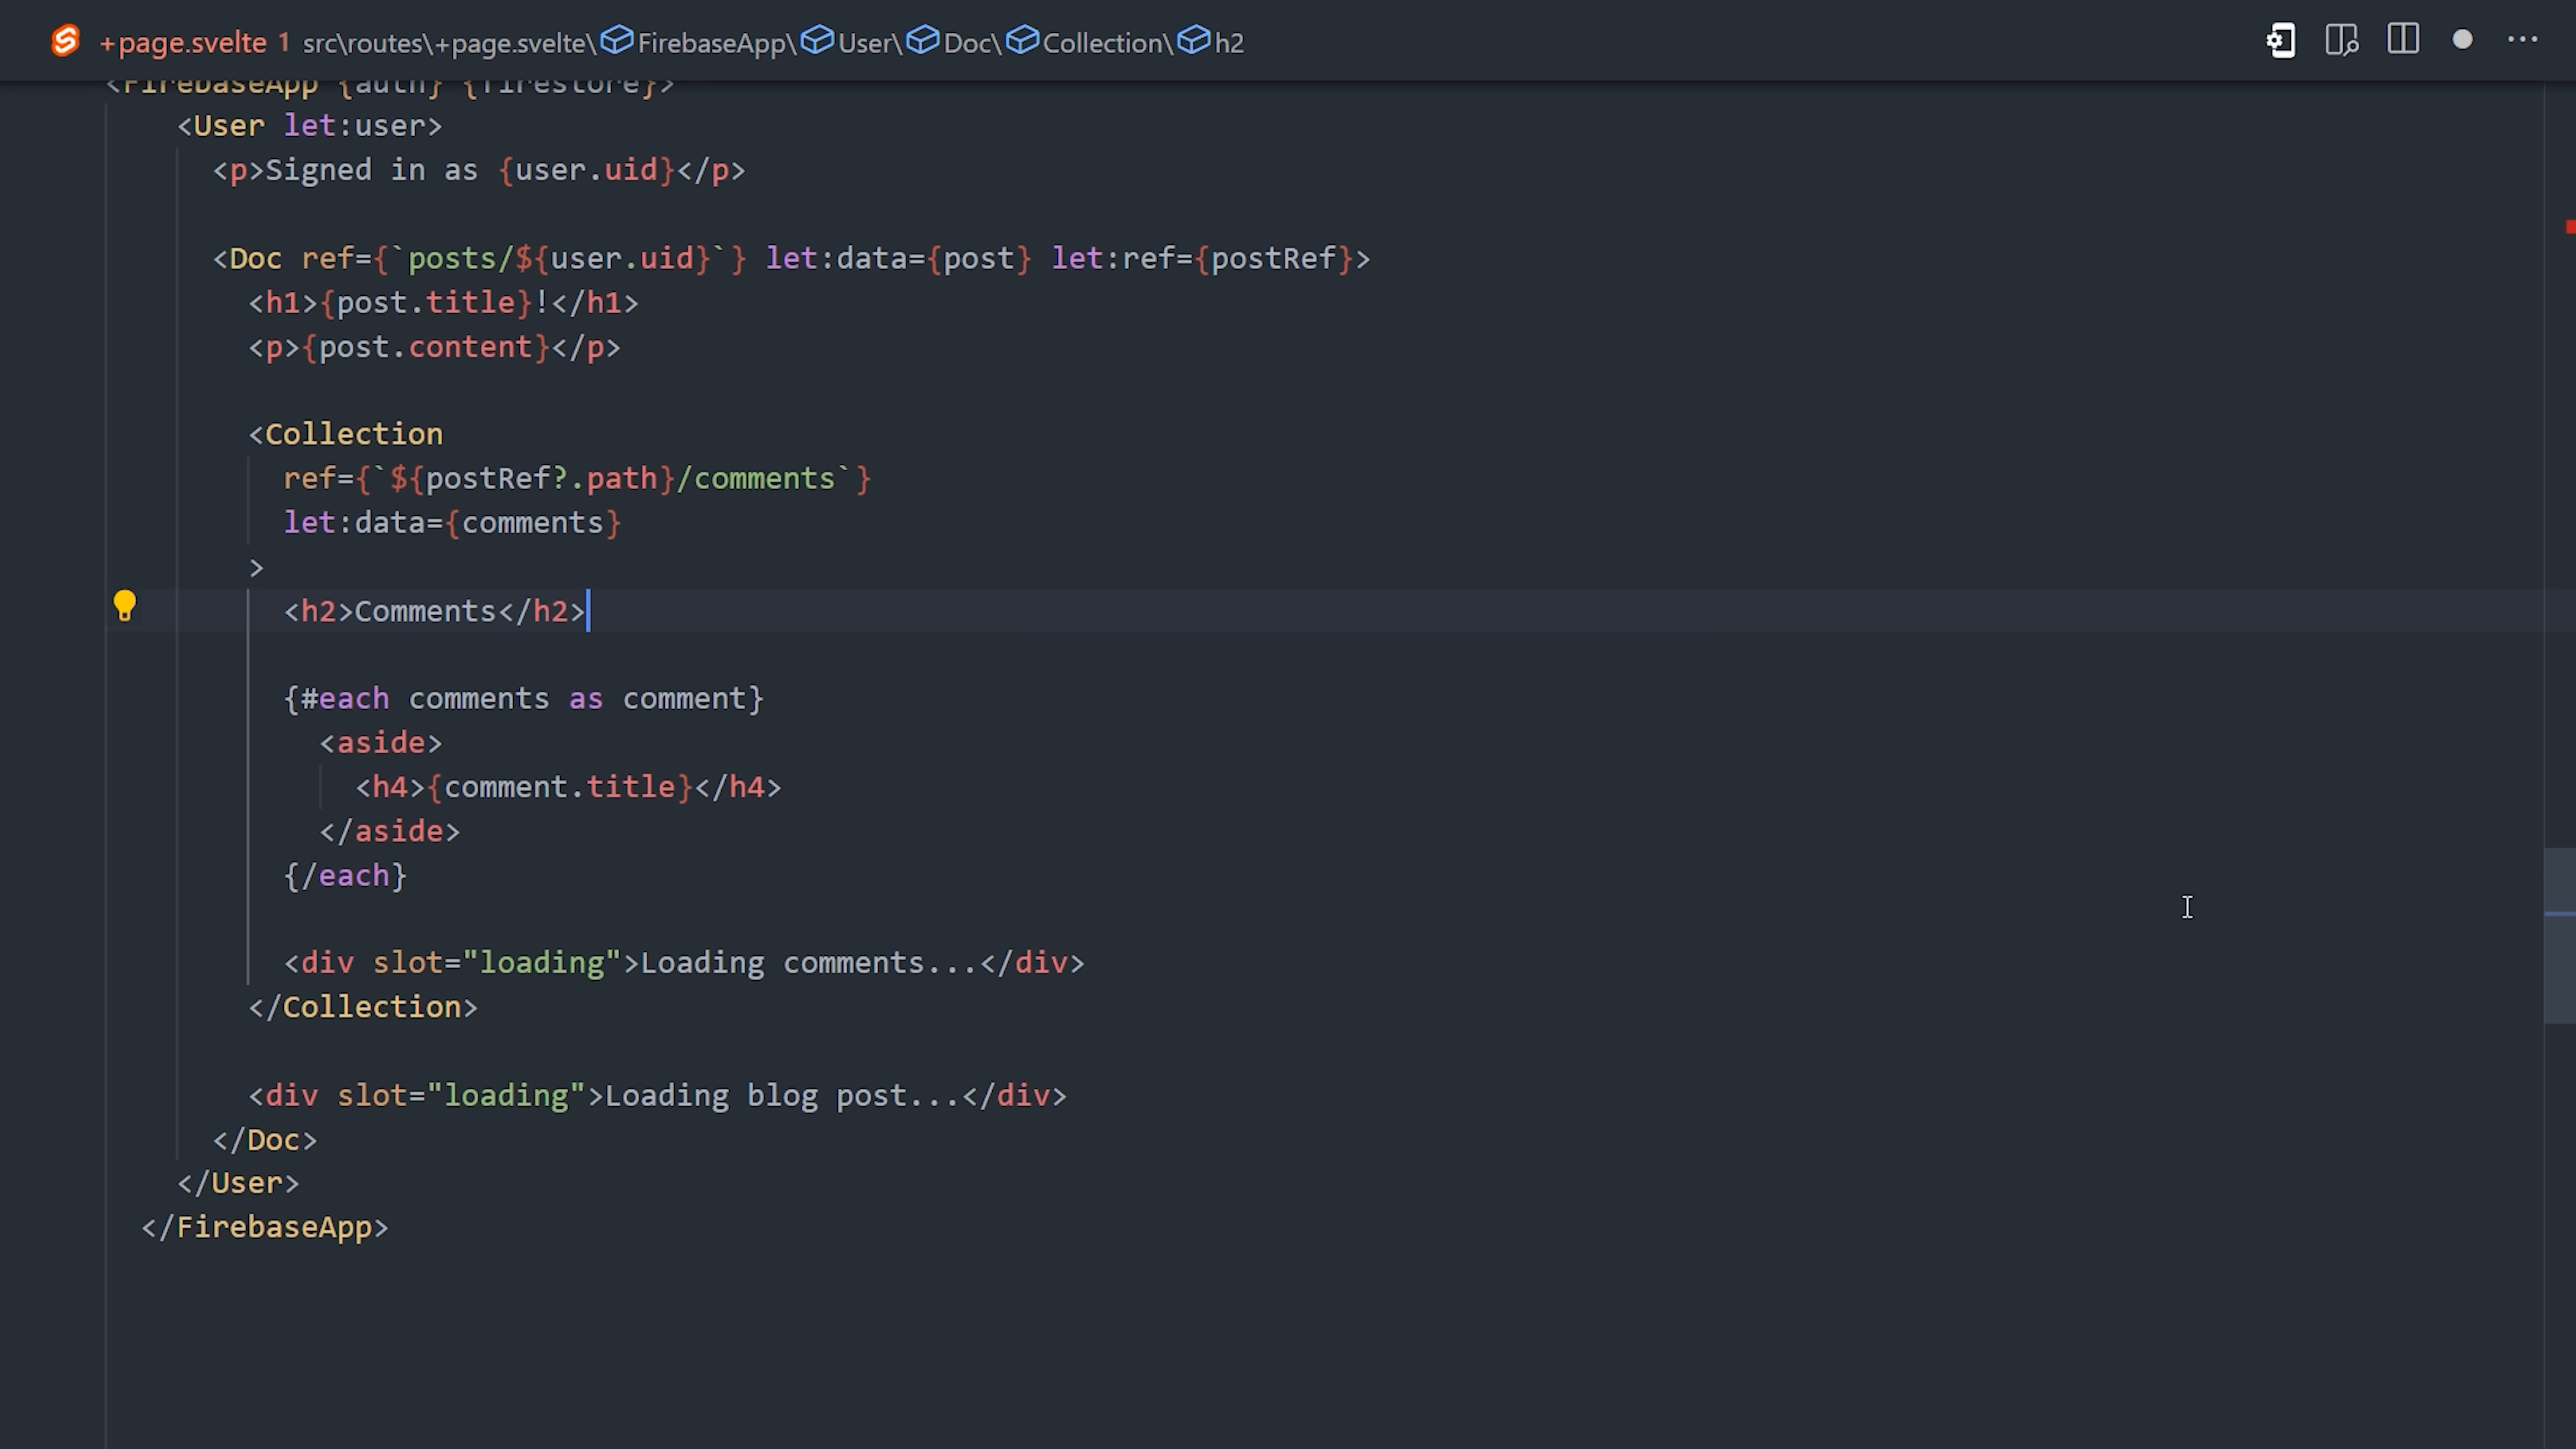 +page.svelte 1 src\routes\+page.svelte\FirebaseApp\User\Doc\Collection\h2
<FirebaseApp {auth} {firestore}>
<User let:user>
<p>Signed in as {user.uid}</p>
<Doc ref={`posts/${user.uid}`} let:data={post} let:ref={postRef}>
<h1>{post.title}!</h1>
<p>{post.content}</p>
<Collection
ref={`${postRef?.path}/comments`}
let:data={comments}
>
<h2>Comments</h2>
{#each comments as comment}
<aside>
<h4>{comment.title}</h4>
</aside>
{/each}
<div slot="loading">Loading comments...</div>
</Collection>
<div slot="loading">Loading blog post...</div>
</Doc>
</User>
</FirebaseApp>